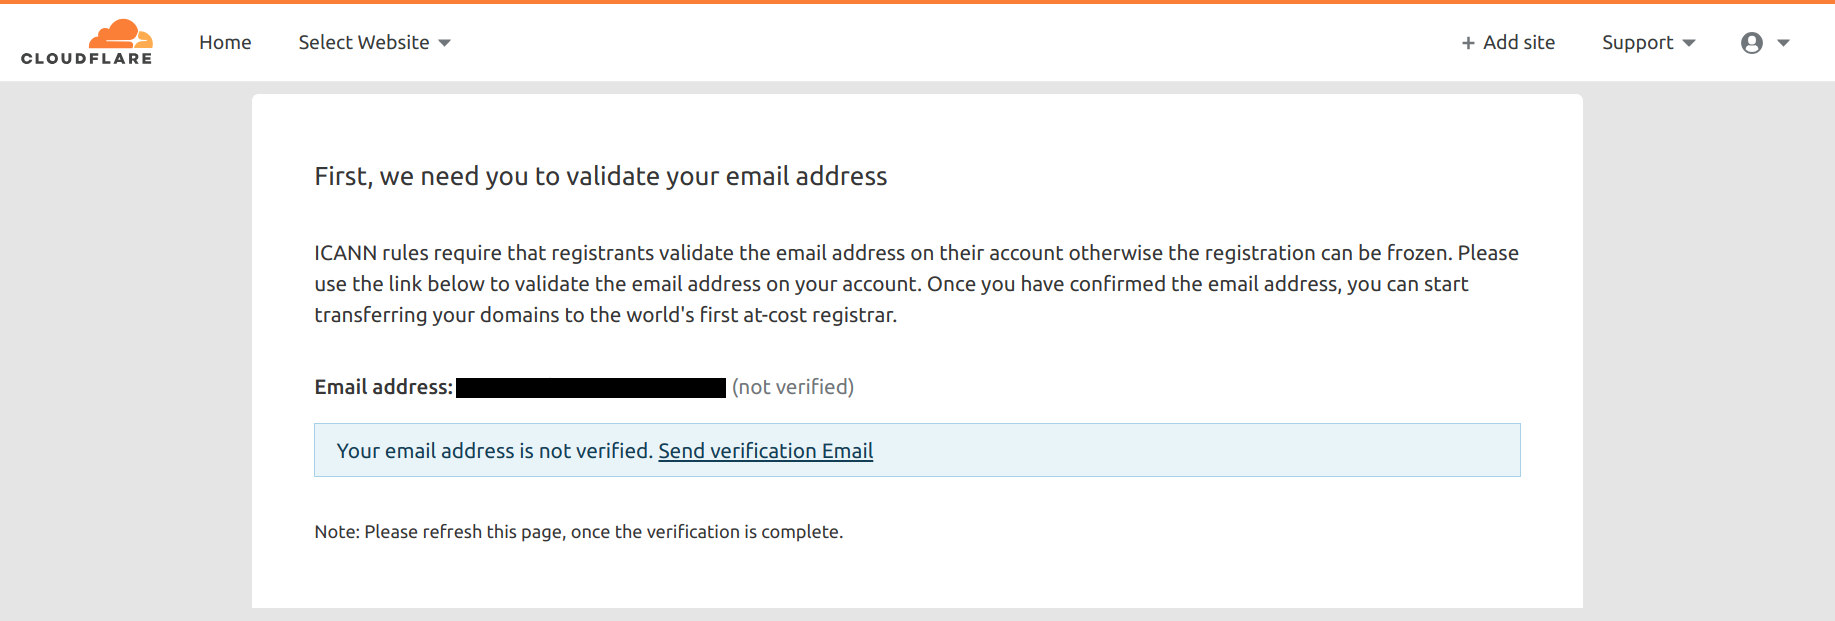 CLOUDFLARE
Home
Select Website
+ Add site
Support
First, we need you to validate your email address
ICANN rules require that registrants validate the email address on their account otherwise the registration can be frozen. Please
use the link below to validate the email address on your account. Once you have confirmed the email address, you can start
transferring your domains to the world's first at-cost registrar.
Email address: (not verified)
Your email address is not verified. Send verification Email
Note: Please refresh this page, once the verification is complete.